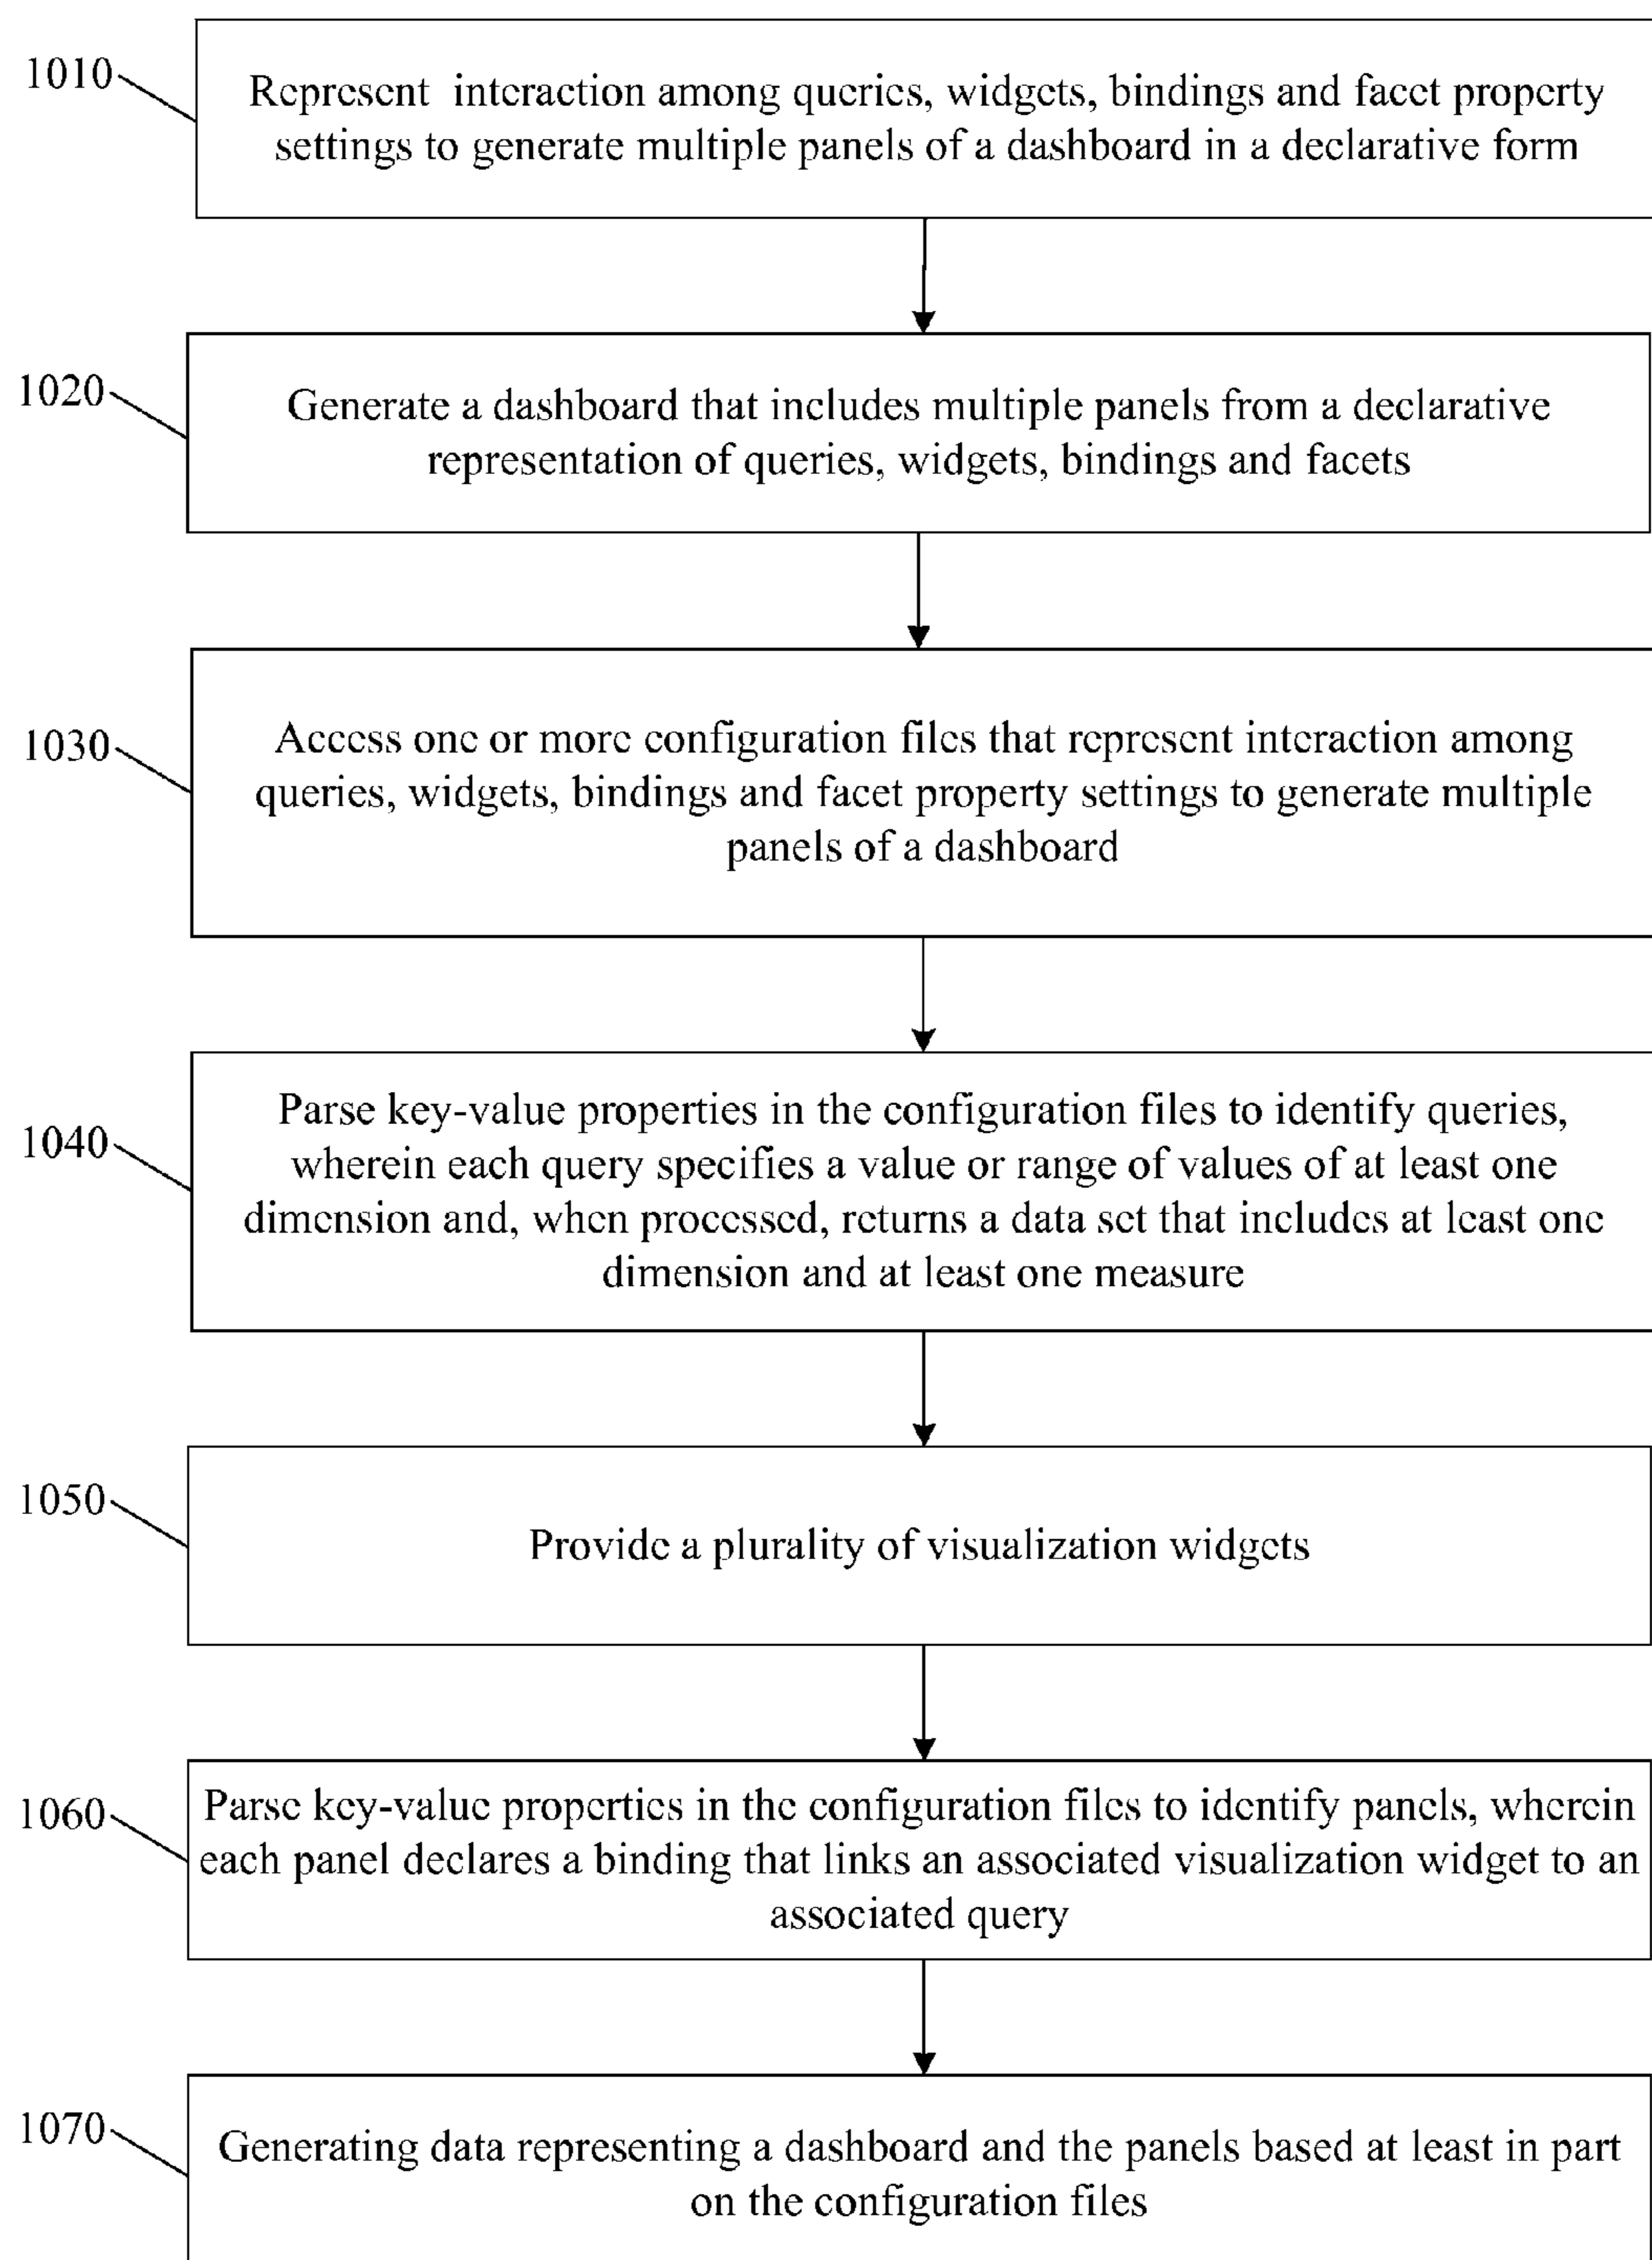 1010
Represent interaction among queries, widgets, bindings and facet property
settings to generate multiple panels of a dashboard in a declarative form
1020
Generate a dashboard that includes multiple panels from a declarative
representation of queries, widgets, bindings and facets
1030
Access one or more configuration files that represent interaction among
queries, widgets, bindings and facet property settings to generate multiple
panels of a dashboard
1040
Parse key-value properties in the configuration files to identify queries,
wherein each query specifies a value or range of values of at least one
dimension and, when processed, returns a data set that includes at least one
dimension and at least one measure
1050
Provide a plurality of visualization widgets
1060
Parse key-value properties in the configuration files to identify panels, wherein
each panel declares a binding that links an associated visualization widget to an
associated query
1070
Generating data representing a dashboard and the panels based at least in part
on the configuration files